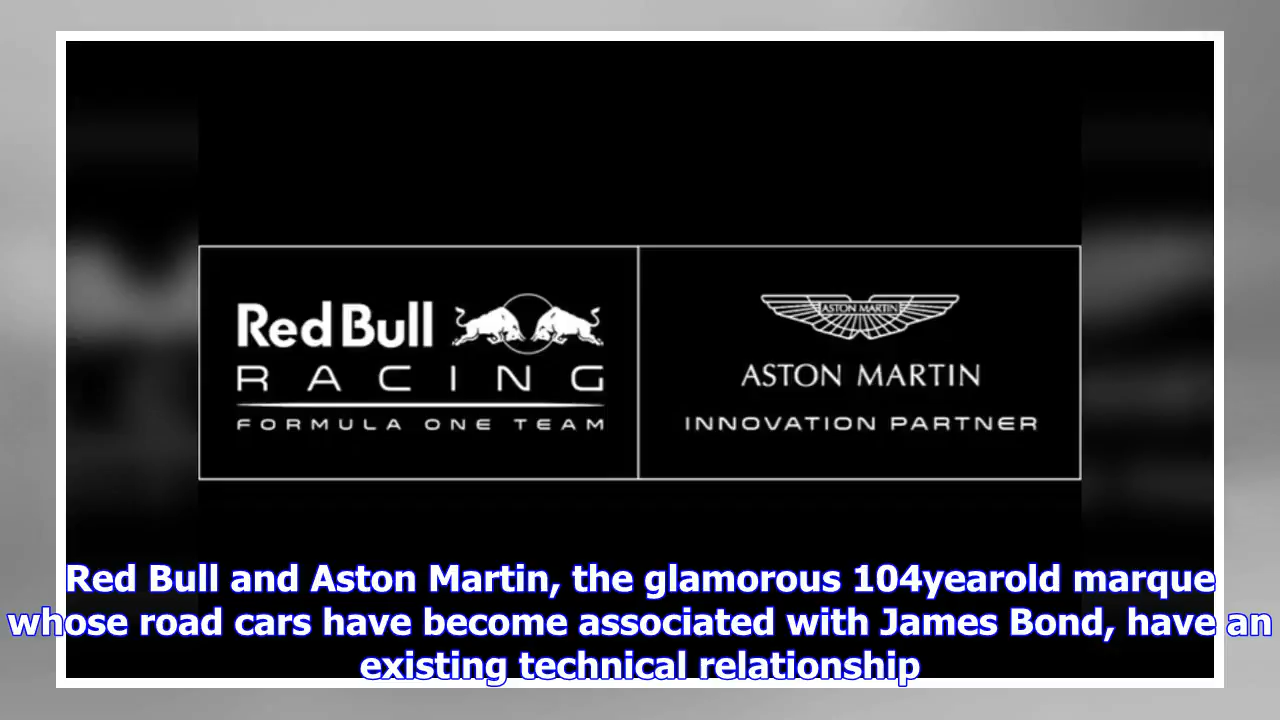 Red Bull
RACING
FORMULA ONE TEAM
ASTON MARTIN
ASTON MARTIN
INNOVATION PARTNER
Red Bull and Aston Martin, the glamorous 104yearold marque
whose road cars have become associated with James Bond, have an
existing technical relationship